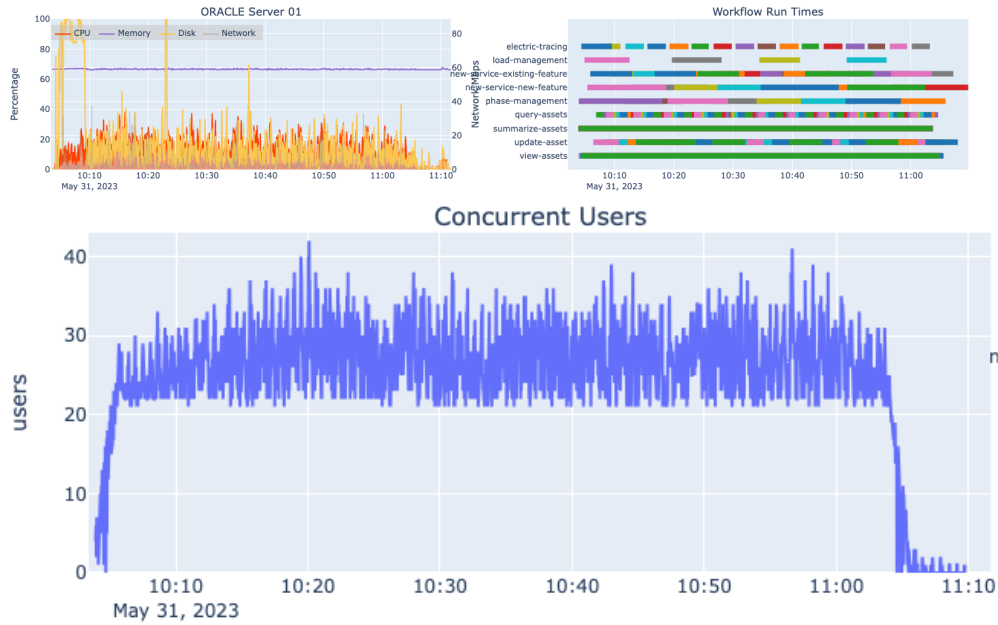 ORACLE Server 01
CPU Memory Disk Network
Percentage
100
80
60
40
20
0
80
60
40
20
0
Network Mbps
10:10 10:20 10:30 10:40 10:50 11:00 11:10
May 31, 2023
Workflow Run Times
electric-tracing
load-management
new-service-existing-feature
new-service-new-feature
phase-management
query-assets
summarize-assets
update-asset
view-assets
10:10 10:20 10:30 10:40 10:50 11:00
May 31, 2023
Concurrent Users
users
40
30
20
10
0
10:10 10:20 10:30 10:40 10:50 11:00 11:10
May 31, 2023